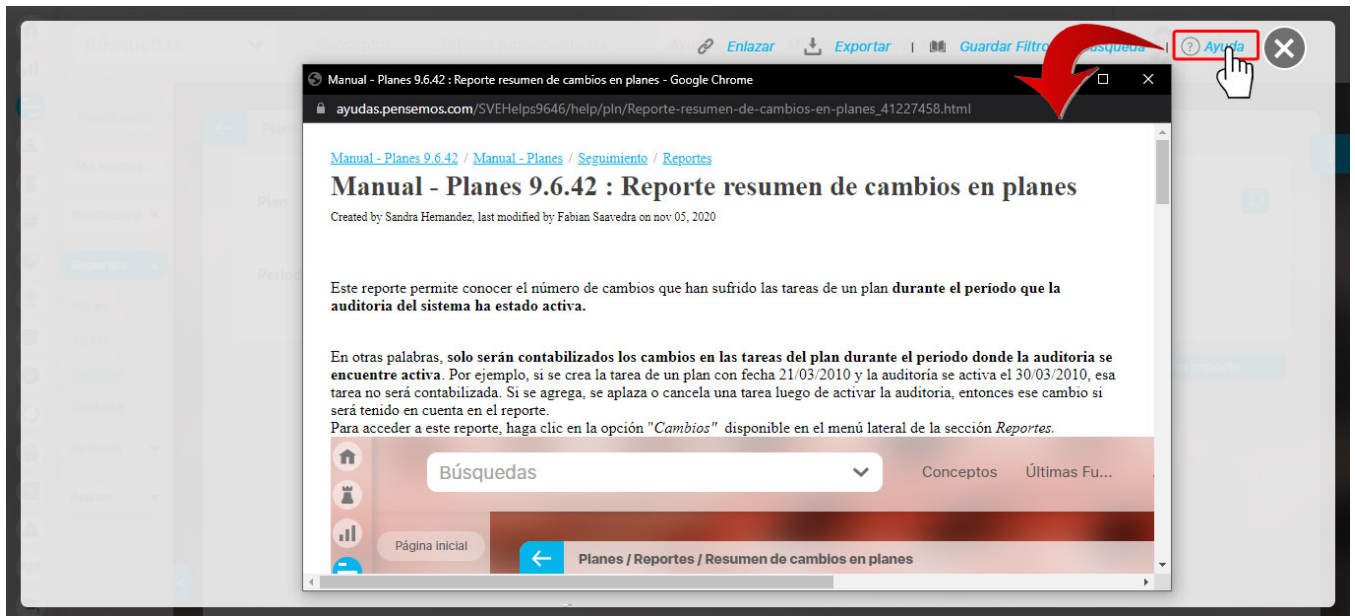 Búsquedas
Enlazar
Exportar
|
Guardar Filtro
|
? Ayuda
Manual - Planes 9.6.42 : Reporte resumen de cambios en planes - Google Chrome
ayudas.pensemos.com/SVEHelps9646/help/pln/Reporte-resumen-de-cambios-en-planes_41227458.html
Manual - Planes 9.6.42 / Manual - Planes / Seguimiento / Reportes
Manual - Planes 9.6.42 : Reporte resumen de cambios en planes
Created by Sandra Hernandez, last modified by Fabian Saavedra on nov 05, 2020
Plan
Reportes
Este reporte permite conocer el número de cambios que han sufrido las tareas de un plan durante el período que la
auditoria del sistema ha estado activa.
En otras palabras, solo serán contabilizados los cambios en las tareas del plan durante el periodo donde la auditoria se
encuentre activa. Por ejemplo, si se crea la tarea de un plan con fecha 21/03/2010 y la auditoría se activa el 30/03/2010, esa
tarea no será contabilizada. Si se agrega, se aplaza o cancela una tarea luego de activar la auditoria, entonces ese cambio si
será tenido en cuenta en el reporte.
Para acceder a este reporte, haga clic en la opción "Cambios" disponible en el menú lateral de la sección Reportes.
Búsquedas
Conceptos
Últimas Fu...
Página inicial
Planes / Reportes / Resumen de cambios en planes